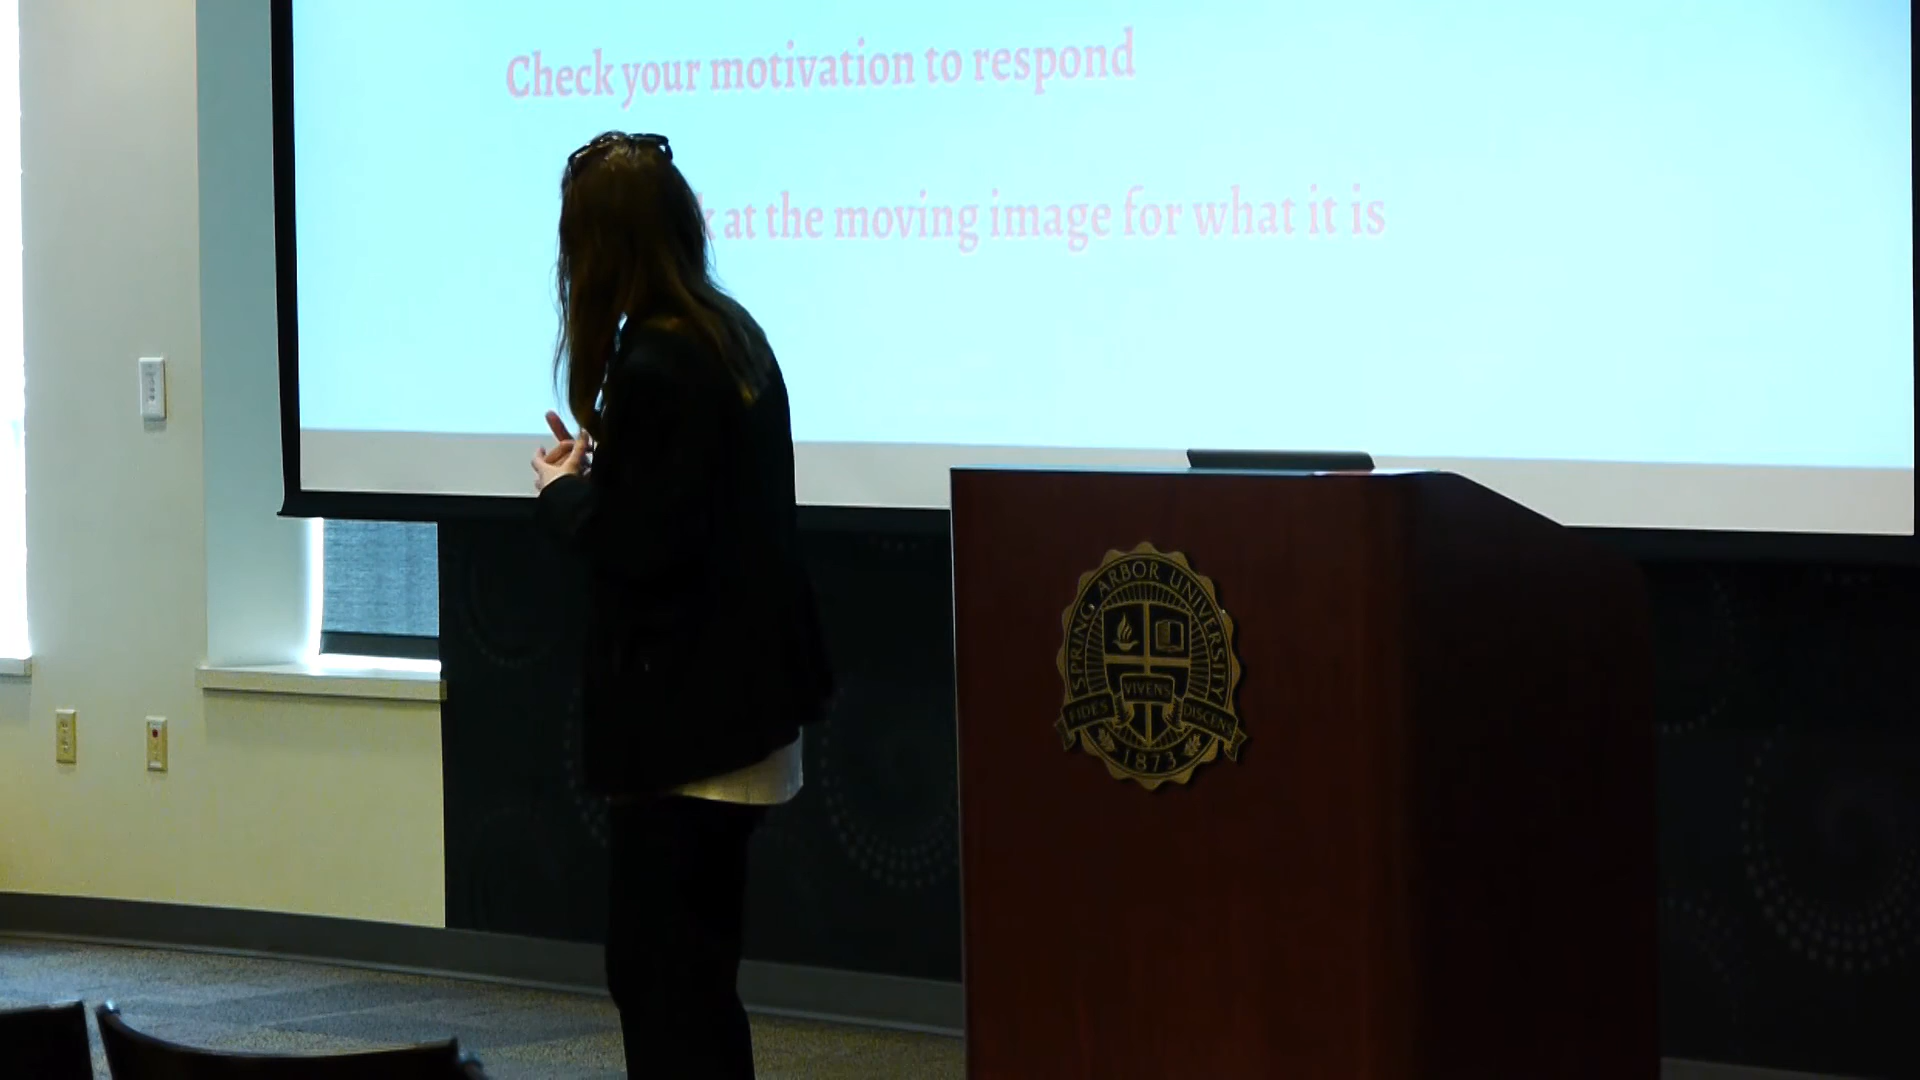 Check your motivation to respond
at the moving image for what it is
SPRING ARBOR UNIVERSITY
VIVENS
FIDES DISCENS
1873